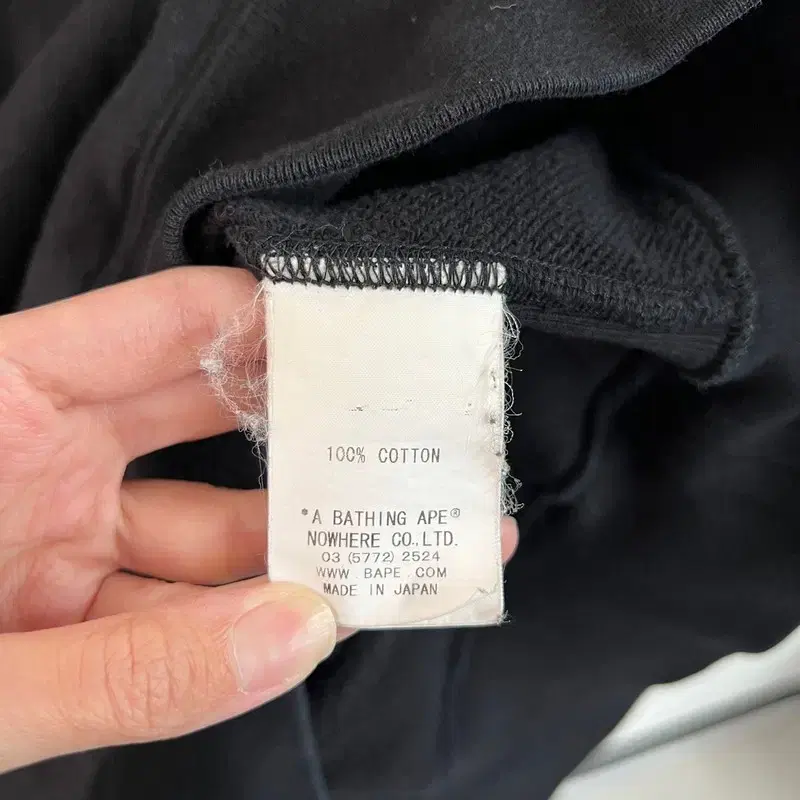 100% COTTON
*A BATHING APE®
NOWHERE CO.,LTD.
03 (5772) 2524
WWW.BAPE.COM
MADE IN JAPAN